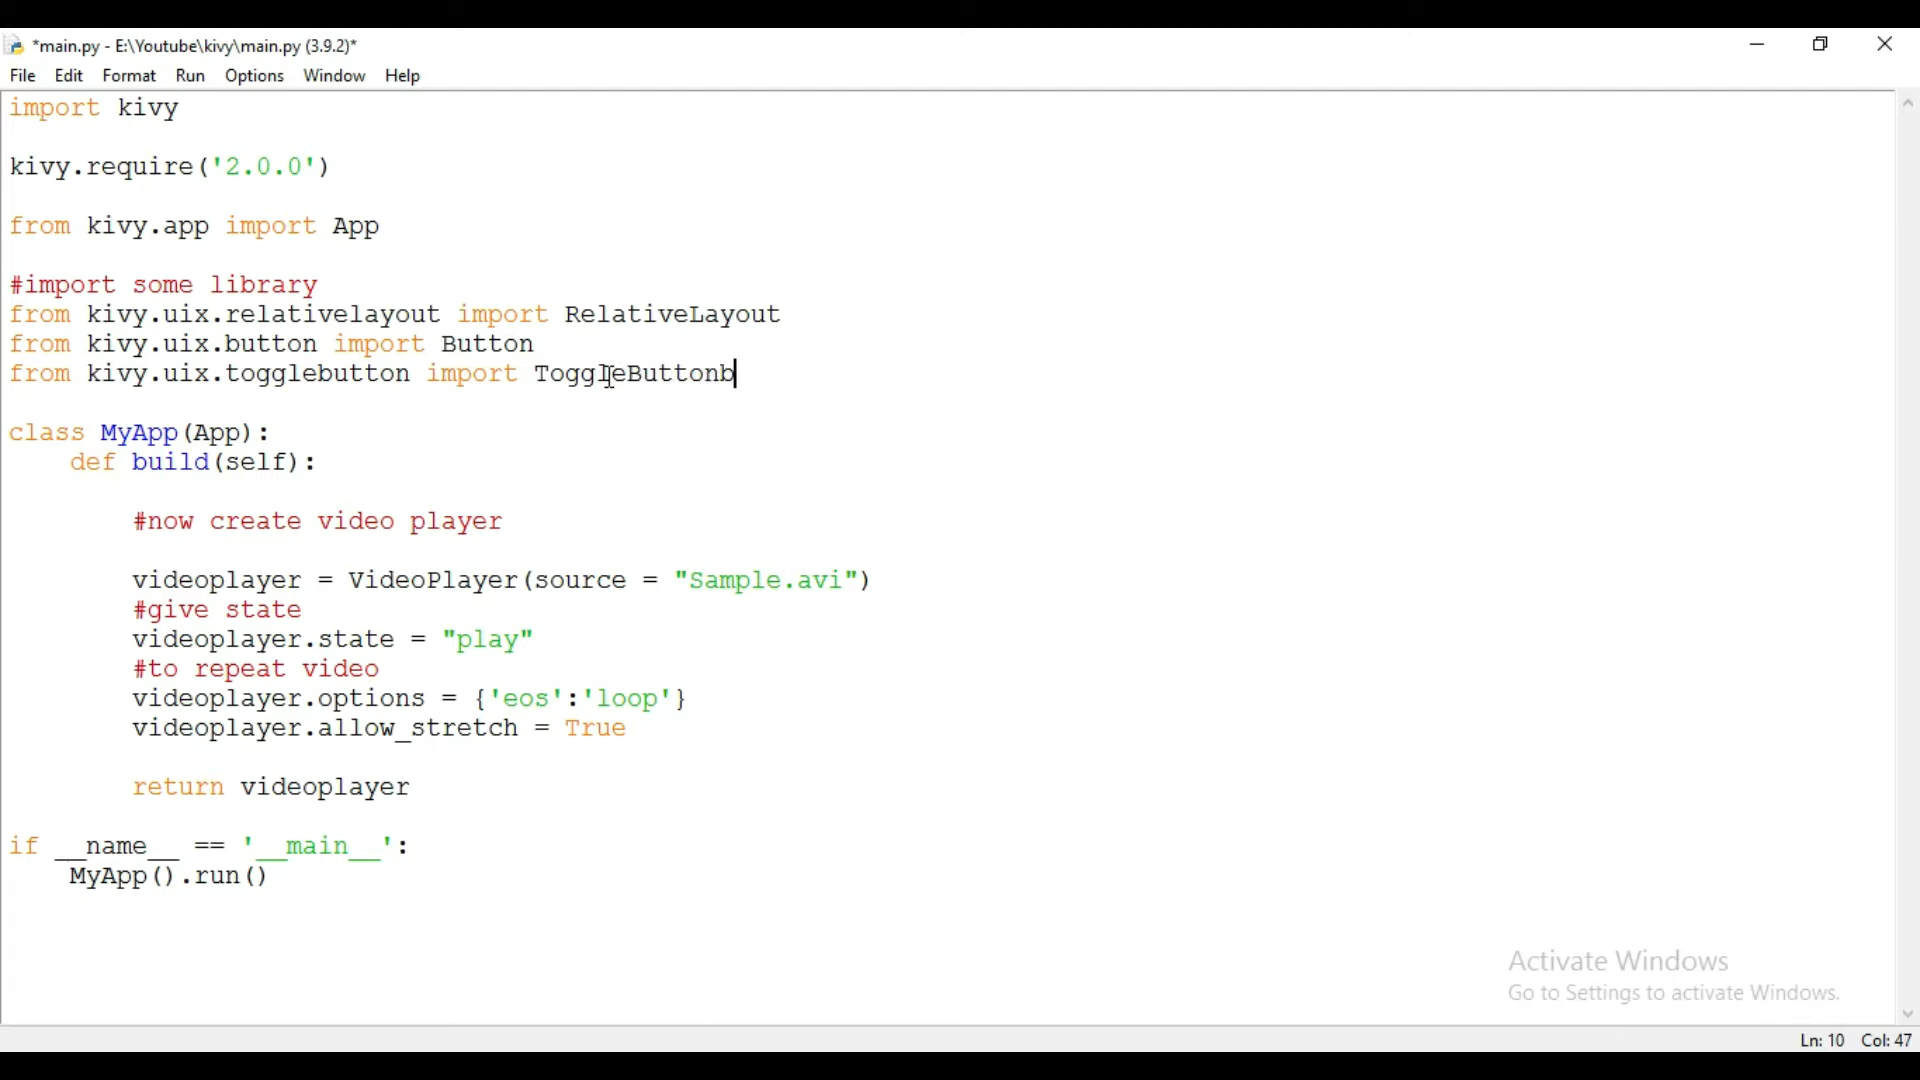 *main.py - E:\Youtube\kivy\main.py (3.9.2)*
File Edit Format Run Options Window Help
import kivy
kivy.require('2.0.0')
from kivy.app import App
#import some library
from kivy.uix.relativelayout import RelativeLayout
from kivy.uix.button import Button
from kivy.uix.togglebutton import ToggleButtonb
class MyApp(App):
    def build(self):
        #now create video player
        videoplayer = VideoPlayer(source = "Sample.avi")
        #give state
        videoplayer.state = "play"
        #to repeat video
        videoplayer.options = {'eos':'loop'}
        videoplayer.allow_stretch = True
        return videoplayer
if __name__ == '__main__':
    MyApp().run()
Activate Windows
Go to Settings to activate Windows.
Ln: 10 Col: 47